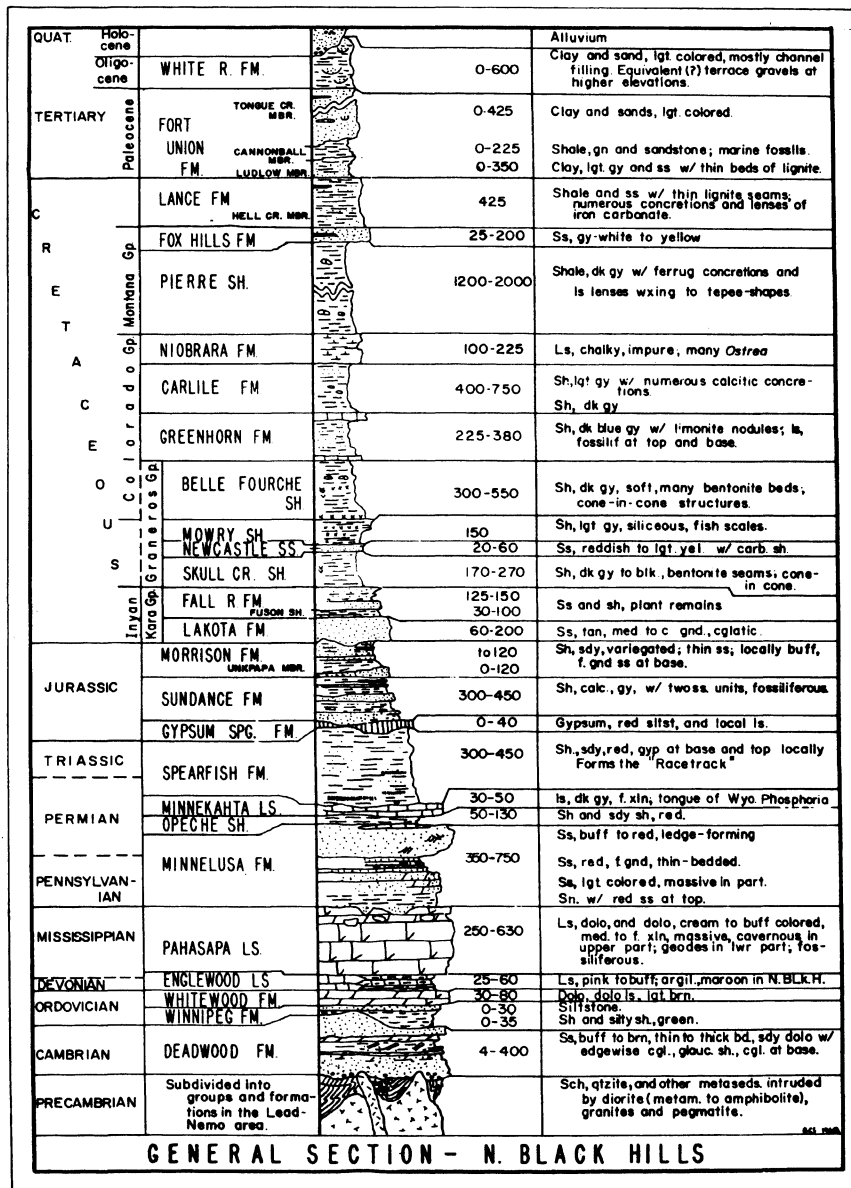 QUAT.
Holo-
cene
Alluvium
Oligo-
cene
WHITE R. FM.
0-600
Clay and sand, lgt. colored, mostly channel
filling. Equivalent(?) terrace gravels at
higher elevations.
TERTIARY
Paleocene
FORT
UNION
FM.
TONGUE CR.
MBR.
0-425
Clay and sands, lgt. colored.
CANNONBALL
MBR.
0-225
Shale, gn and sandstone; marine fossils.
LUDLOW MBR.
0-350
Clay, lgt. gy and ss w/ thin beds of lignite.
CRETACEOUS
LANCE FM
HELL CR. MBR.
425
Shale and ss w/ thin lignite seams;
numerous concretions and lenses of
iron carbonate.
Montana Gp.
FOX HILLS FM
25-200
Ss, gy-white to yellow
PIERRE SH.
1200-2000
Shale, dk gy w/ ferrug concretions and
ls lenses wxing to tepee-shapes.
Colorado Gp.
NIOBRARA FM.
100-225
Ls, chalky, impure; many Ostrea
CARLILE FM
400-750
Sh, lgt gy w/ numerous calcitic concre-
tions.
Sh, dk gy
GREENHORN FM
225-380
Sh, dk blue gy w/ limonite nodules; ls,
fossilif at top and base.
Graneros Gp.
BELLE FOURCHE
SH.
300-550
Sh, dk gy, soft, many bentonite beds;
cone-in-cone structures.
MOWRY SH.
150
Sh, lgt gy, siliceous, fish scales.
NEWCASTLE SS.
20-60
Ss, reddish to lgt. yel. w/ carb. sh.
SKULL CR. SH.
170-270
Sh, dk gy to blk., bentonite seams; cone-
in cone.
Inyan
Kara Gp.
FALL R. FM.
125-150
FUSON SH.
30-100
Ss and sh, plant remains
LAKOTA FM.
60-200
Ss, tan, med to c gnd., cglatic.
JURASSIC
MORRISON FM.
to 120
UNKPAPA MBR.
0-120
Sh, sdy, variegated; thin ss; locally buff,
f. gnd ss at base.
SUNDANCE FM
300-450
Sh, calc., gy, w/ two ss. units, fossiliferous.
GYPSUM SPG. FM.
0-40
Gypsum, red sltst, and local ls.
TRIASSIC
SPEARFISH FM.
300-450
Sh., sdy, red, gyp at base and top locally
Forms the "Racetrack"
PERMIAN
MINNEKAHTA LS.
30-50
ls, dk gy, f. xln; tongue of Wyo. Phosphoria
OPECHE SH.
50-130
Sh and sdy sh, red.
MINNELUSA FM.
350-750
Ss, buff to red, ledge-forming
Ss, red, f. gnd, thin-bedded.
PENNSYLVAN-
IAN
Ss, lgt. colored, massive in part.
Sn. w/ red ss at top.
MISSISSIPPIAN
PAHASAPA LS.
250-630
Ls, dolo, and dolo, cream to buff colored,
med. to f. xln, massive, cavernous in
upper part; geodes in lwr part; fos-
siliferous.
DEVONIAN
ENGLEWOOD LS
25-60
Ls, pink to buff; argil., maroon in N. BLk. H.
ORDOVICIAN
WHITEWOOD FM.
30-80
Dolo, dolo ls. lgt. brn.
WINNIPEG FM.
0-30
Siltstone.
0-35
Sh and silty sh., green.
CAMBRIAN
DEADWOOD FM.
4-400
Ss, buff to brn, thin to thick bd., sdy dolo w/
edgewise cgl., glauc. sh., cgl. at base.
PRECAMBRIAN
Subdivided into
groups and forma-
tions in the Lead-
Nemo area.
Sch, qtzite, and other metaseds. intruded
by diorite (metam. to amphibolite),
granites and pegmatite.
GENERAL SECTION - N. BLACK HILLS